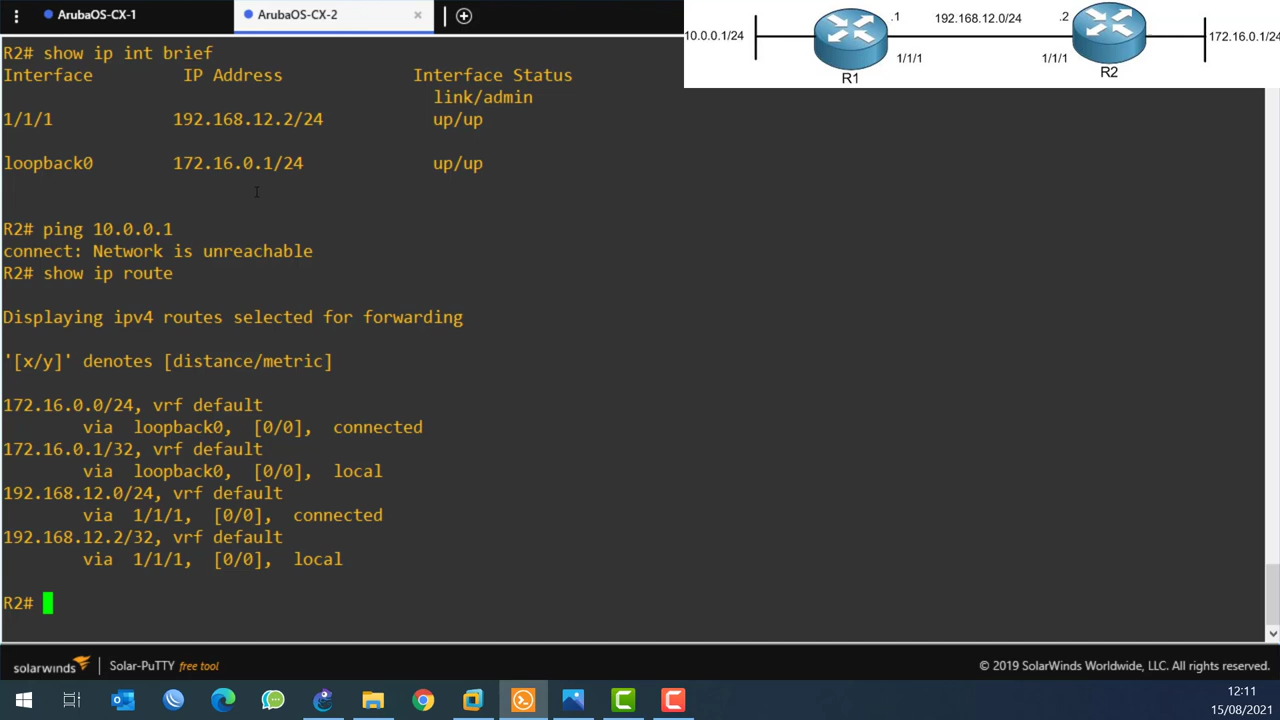 ArubaOS-CX-1
ArubaOS-CX-2
R2# show ip int brief
Interface IP Address Interface Status
link/admin
1/1/1 192.168.12.2/24 up/up
loopback0 172.16.0.1/24 up/up
R2# ping 10.0.0.1
connect: Network is unreachable
R2# show ip route
Displaying ipv4 routes selected for forwarding
'[x/y]' denotes [distance/metric]
172.16.0.0/24, vrf default
via loopback0, [0/0], connected
172.16.0.1/32, vrf default
via loopback0, [0/0], local
192.168.12.0/24, vrf default
via 1/1/1, [0/0], connected
192.168.12.2/32, vrf default
via 1/1/1, [0/0], local
R2#
10.0.0.1/24 .1 192.168.12.0/24 .2 172.16.0.1/24
1/1/1 1/1/1
R1 R2
solarwinds Solar-PuTTY free tool © 2019 SolarWinds Worldwide, LLC. All rights reserved.
12:11
15/08/2021